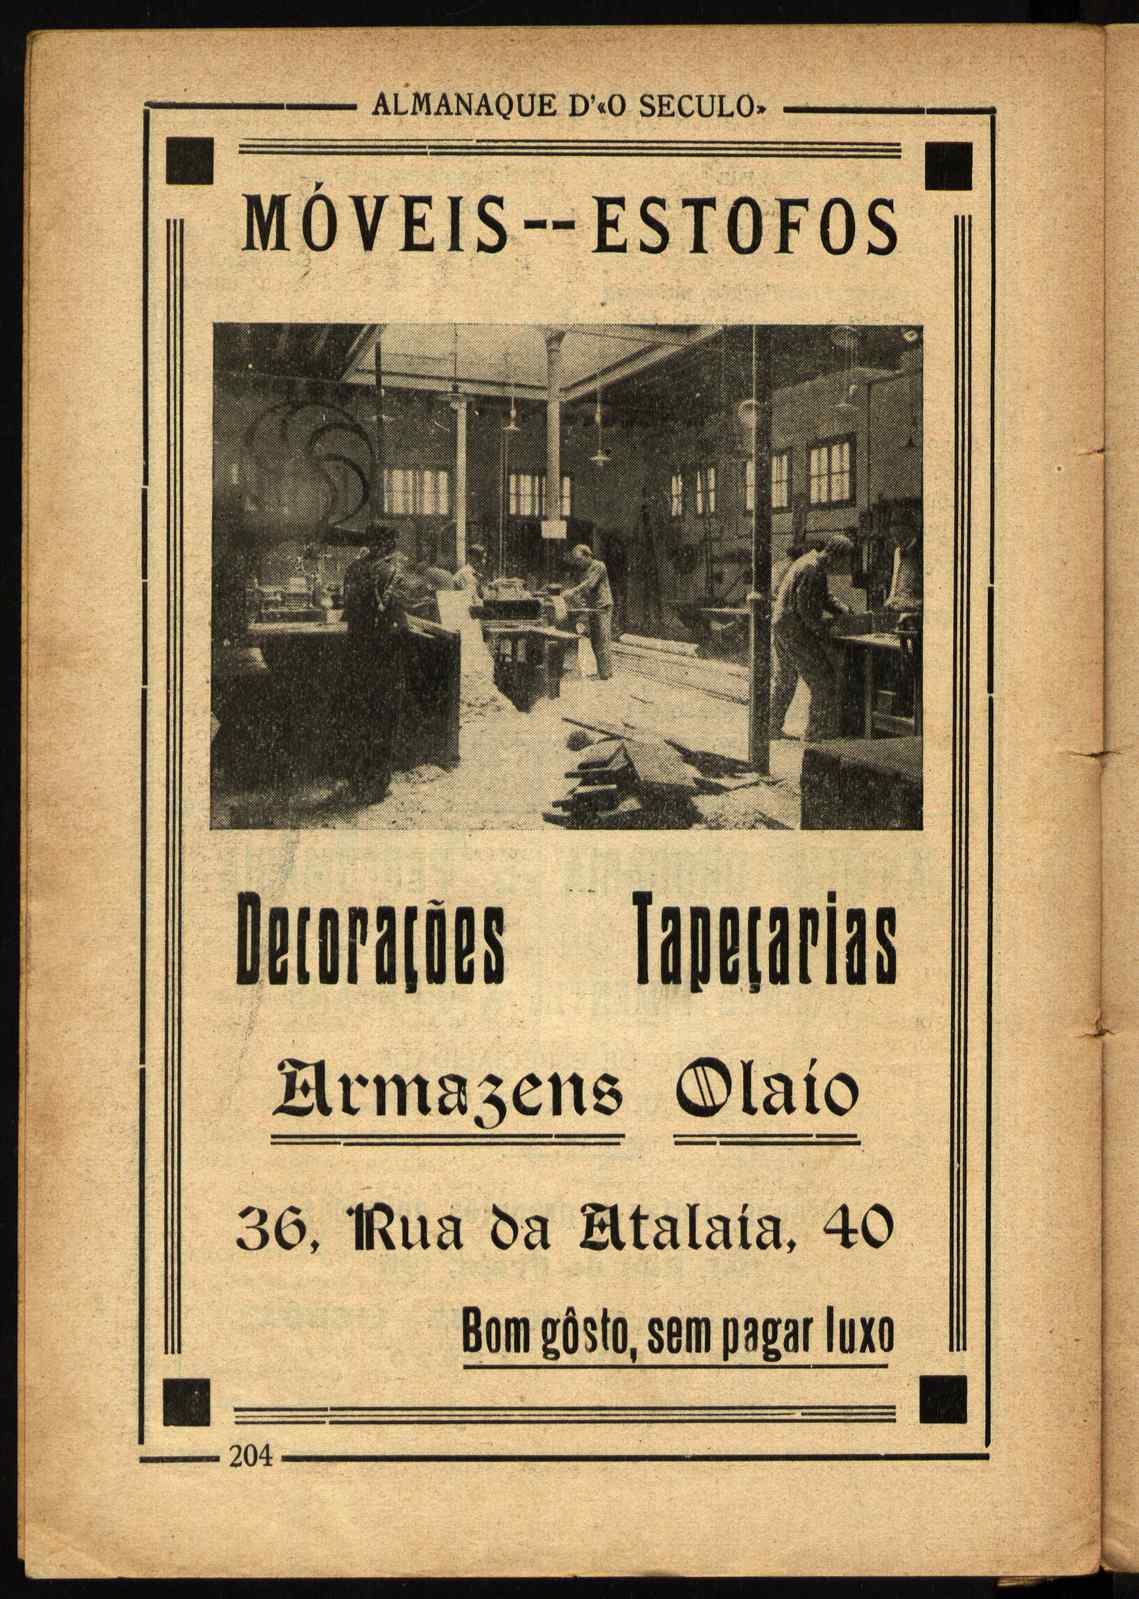 ALMANAQUE D'«O SECULO»
MÓVEIS -- ESTOFOS
Decorações Tapeçarias
Armazens Olaio
36, Rua da Atalaia, 40
Bom gôsto, sem pagar luxo
204